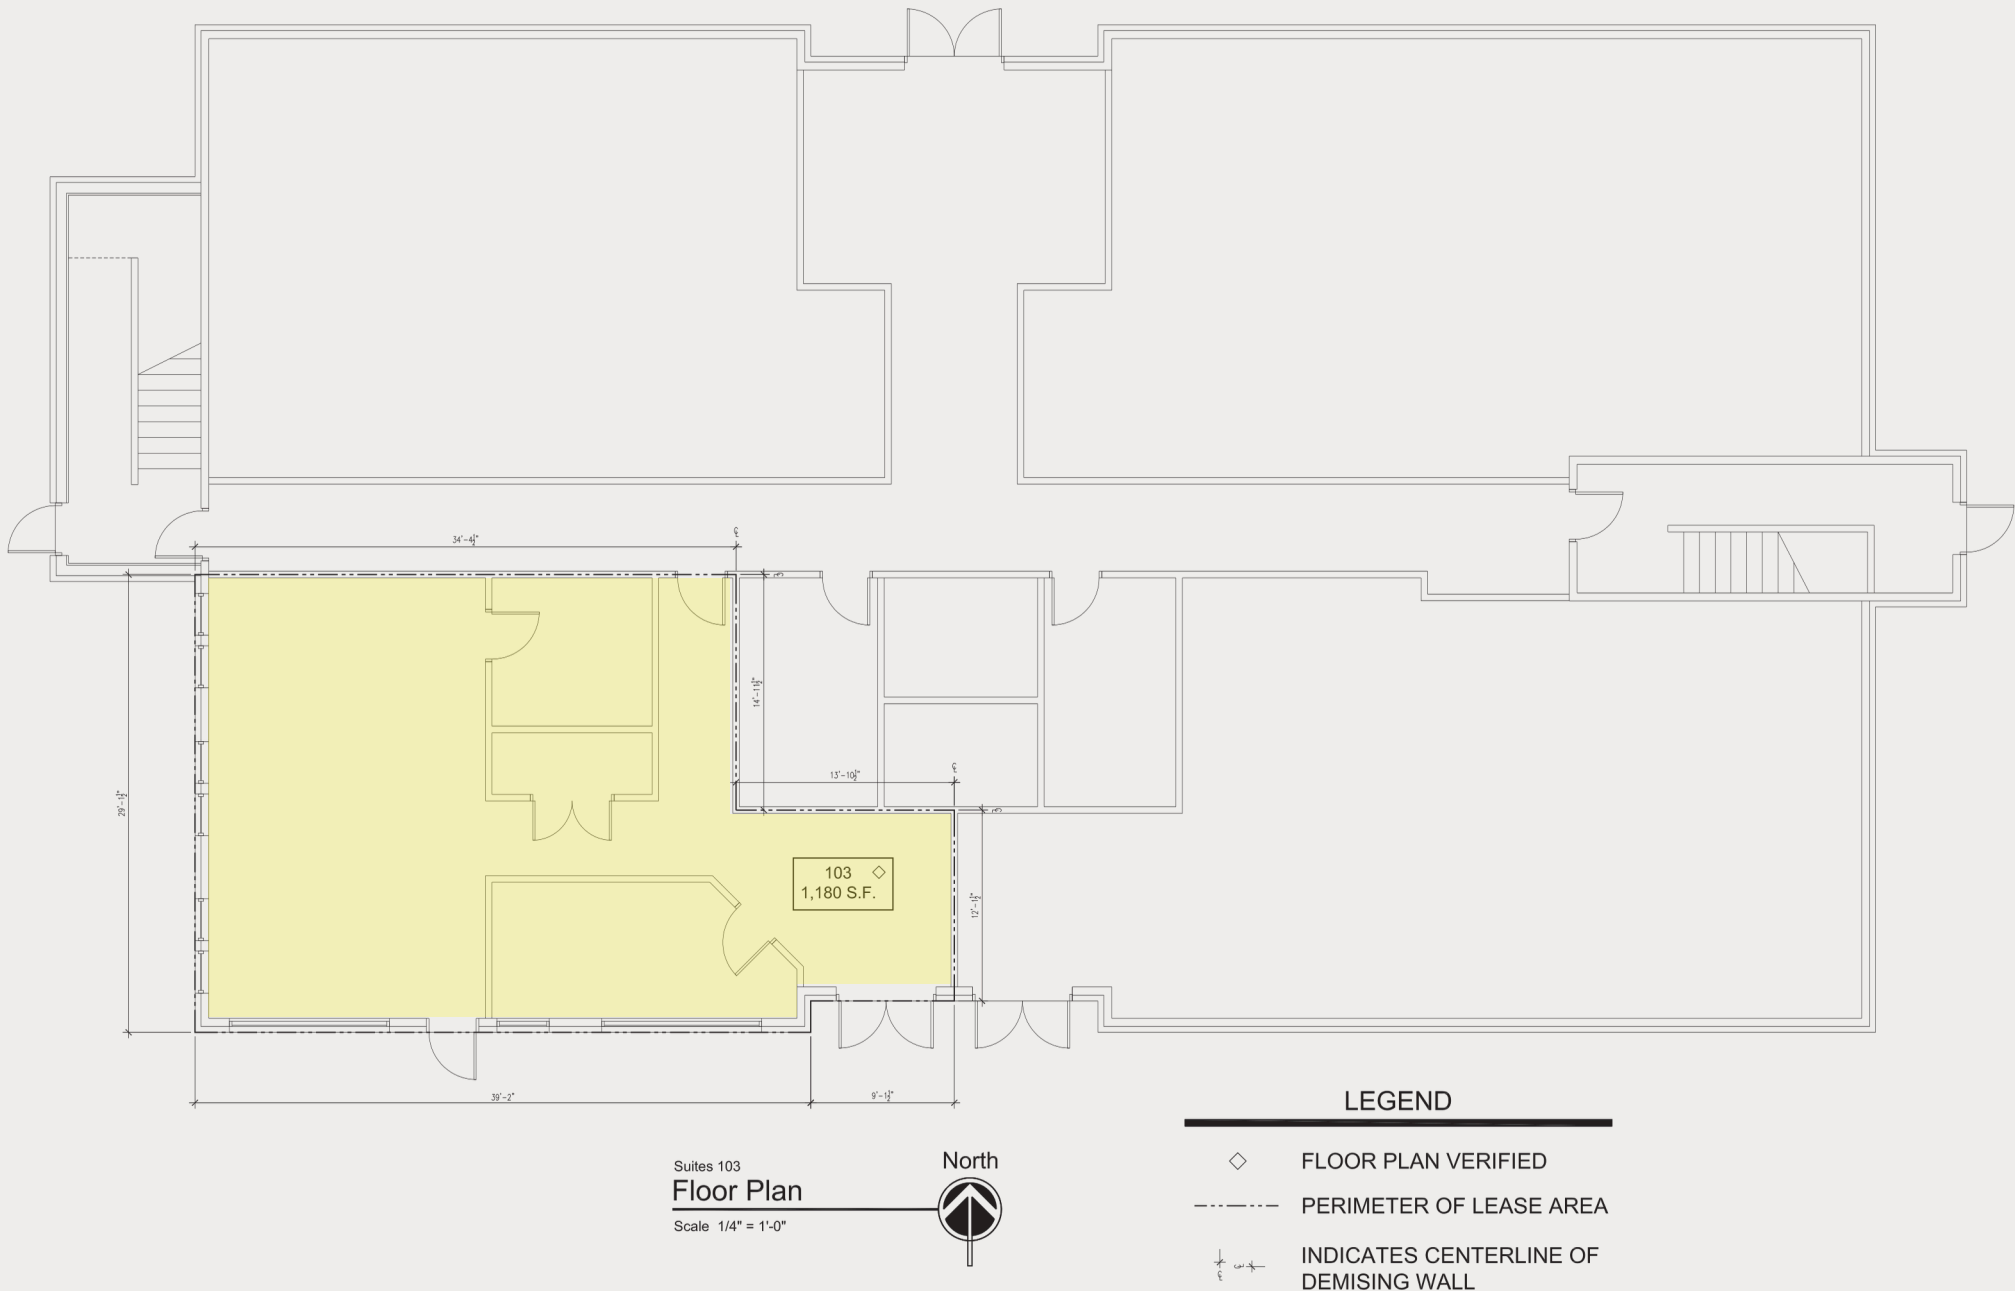 34'-4½"
29'-1½"
14'-11½"
13'-10½"
103 ◇
1,180 S.F.
12'-1½"
39'-2"
9'-1½"
Suites 103
Floor Plan
Scale 1/4" = 1'-0"
North
LEGEND
FLOOR PLAN VERIFIED
PERIMETER OF LEASE AREA
INDICATES CENTERLINE OF
DEMISING WALL